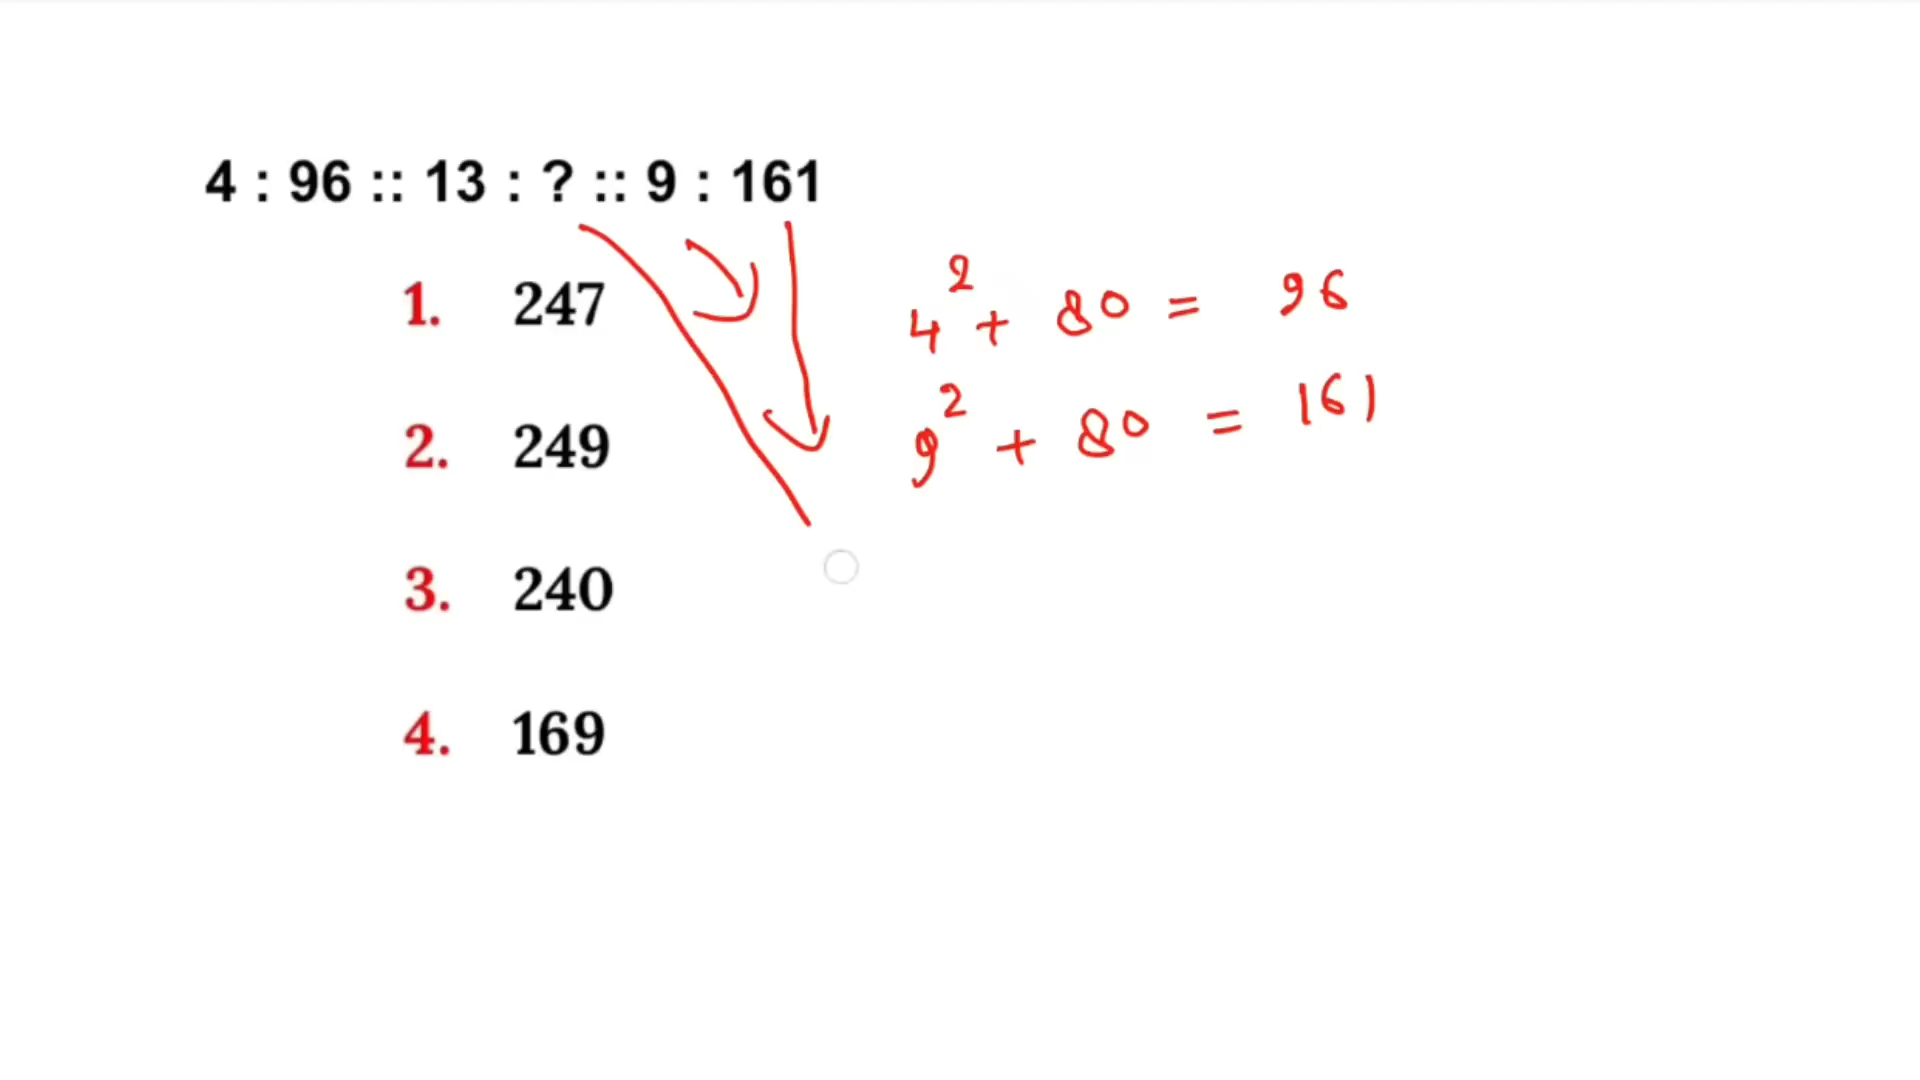 4 : 96 :: 13 : ? :: 9 : 161
1. 247
2. 249
3. 240
4. 169
4² + 80 = 96
9² + 80 = 161